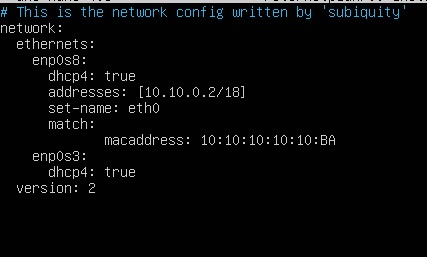 # This is the network config written by 'subiquity'
network:
  ethernets:
    enp0s8:
      dhcp4: true
      addresses: [10.10.0.2/18]
      set-name: eth0
      match:
             macaddress: 10:10:10:10:10:BA
    enp0s3:
      dhcp4: true
  version: 2